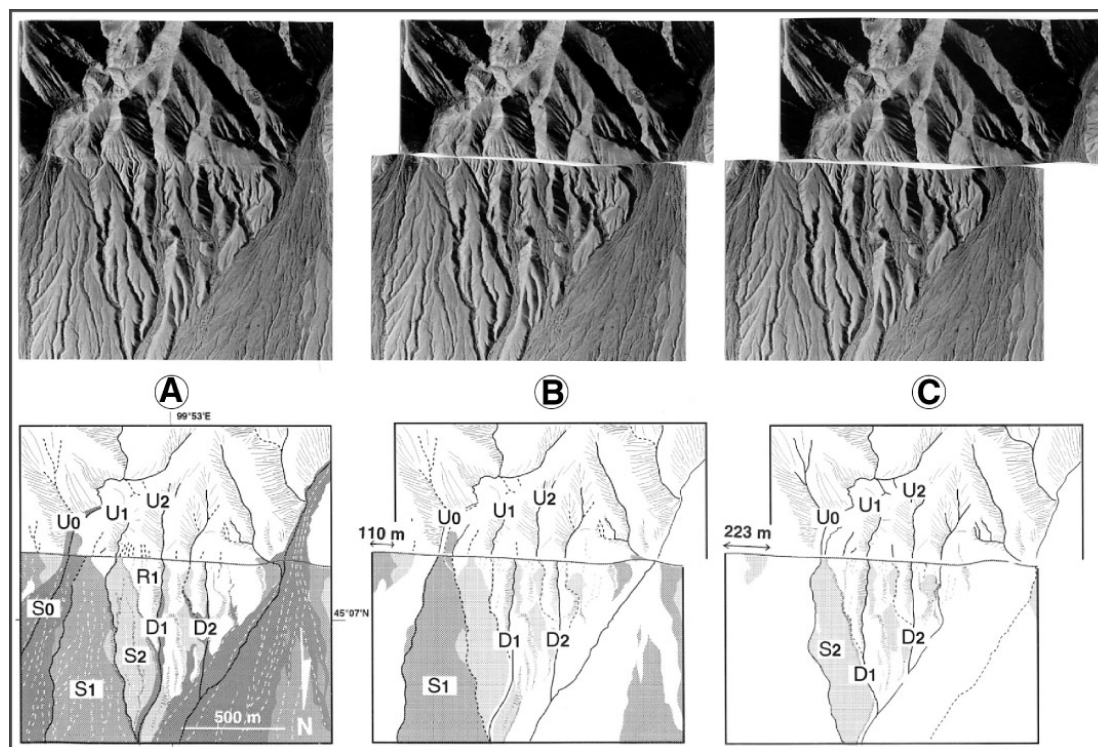 A
B
C
99°53'E
U0
U1
U2
R1
S0
S1
S2
D1
D2
45°07'N
500 m
N
110 m
U0
U1
U2
D1
D2
S1
223 m
U0
U1
U2
S2
D1
D2